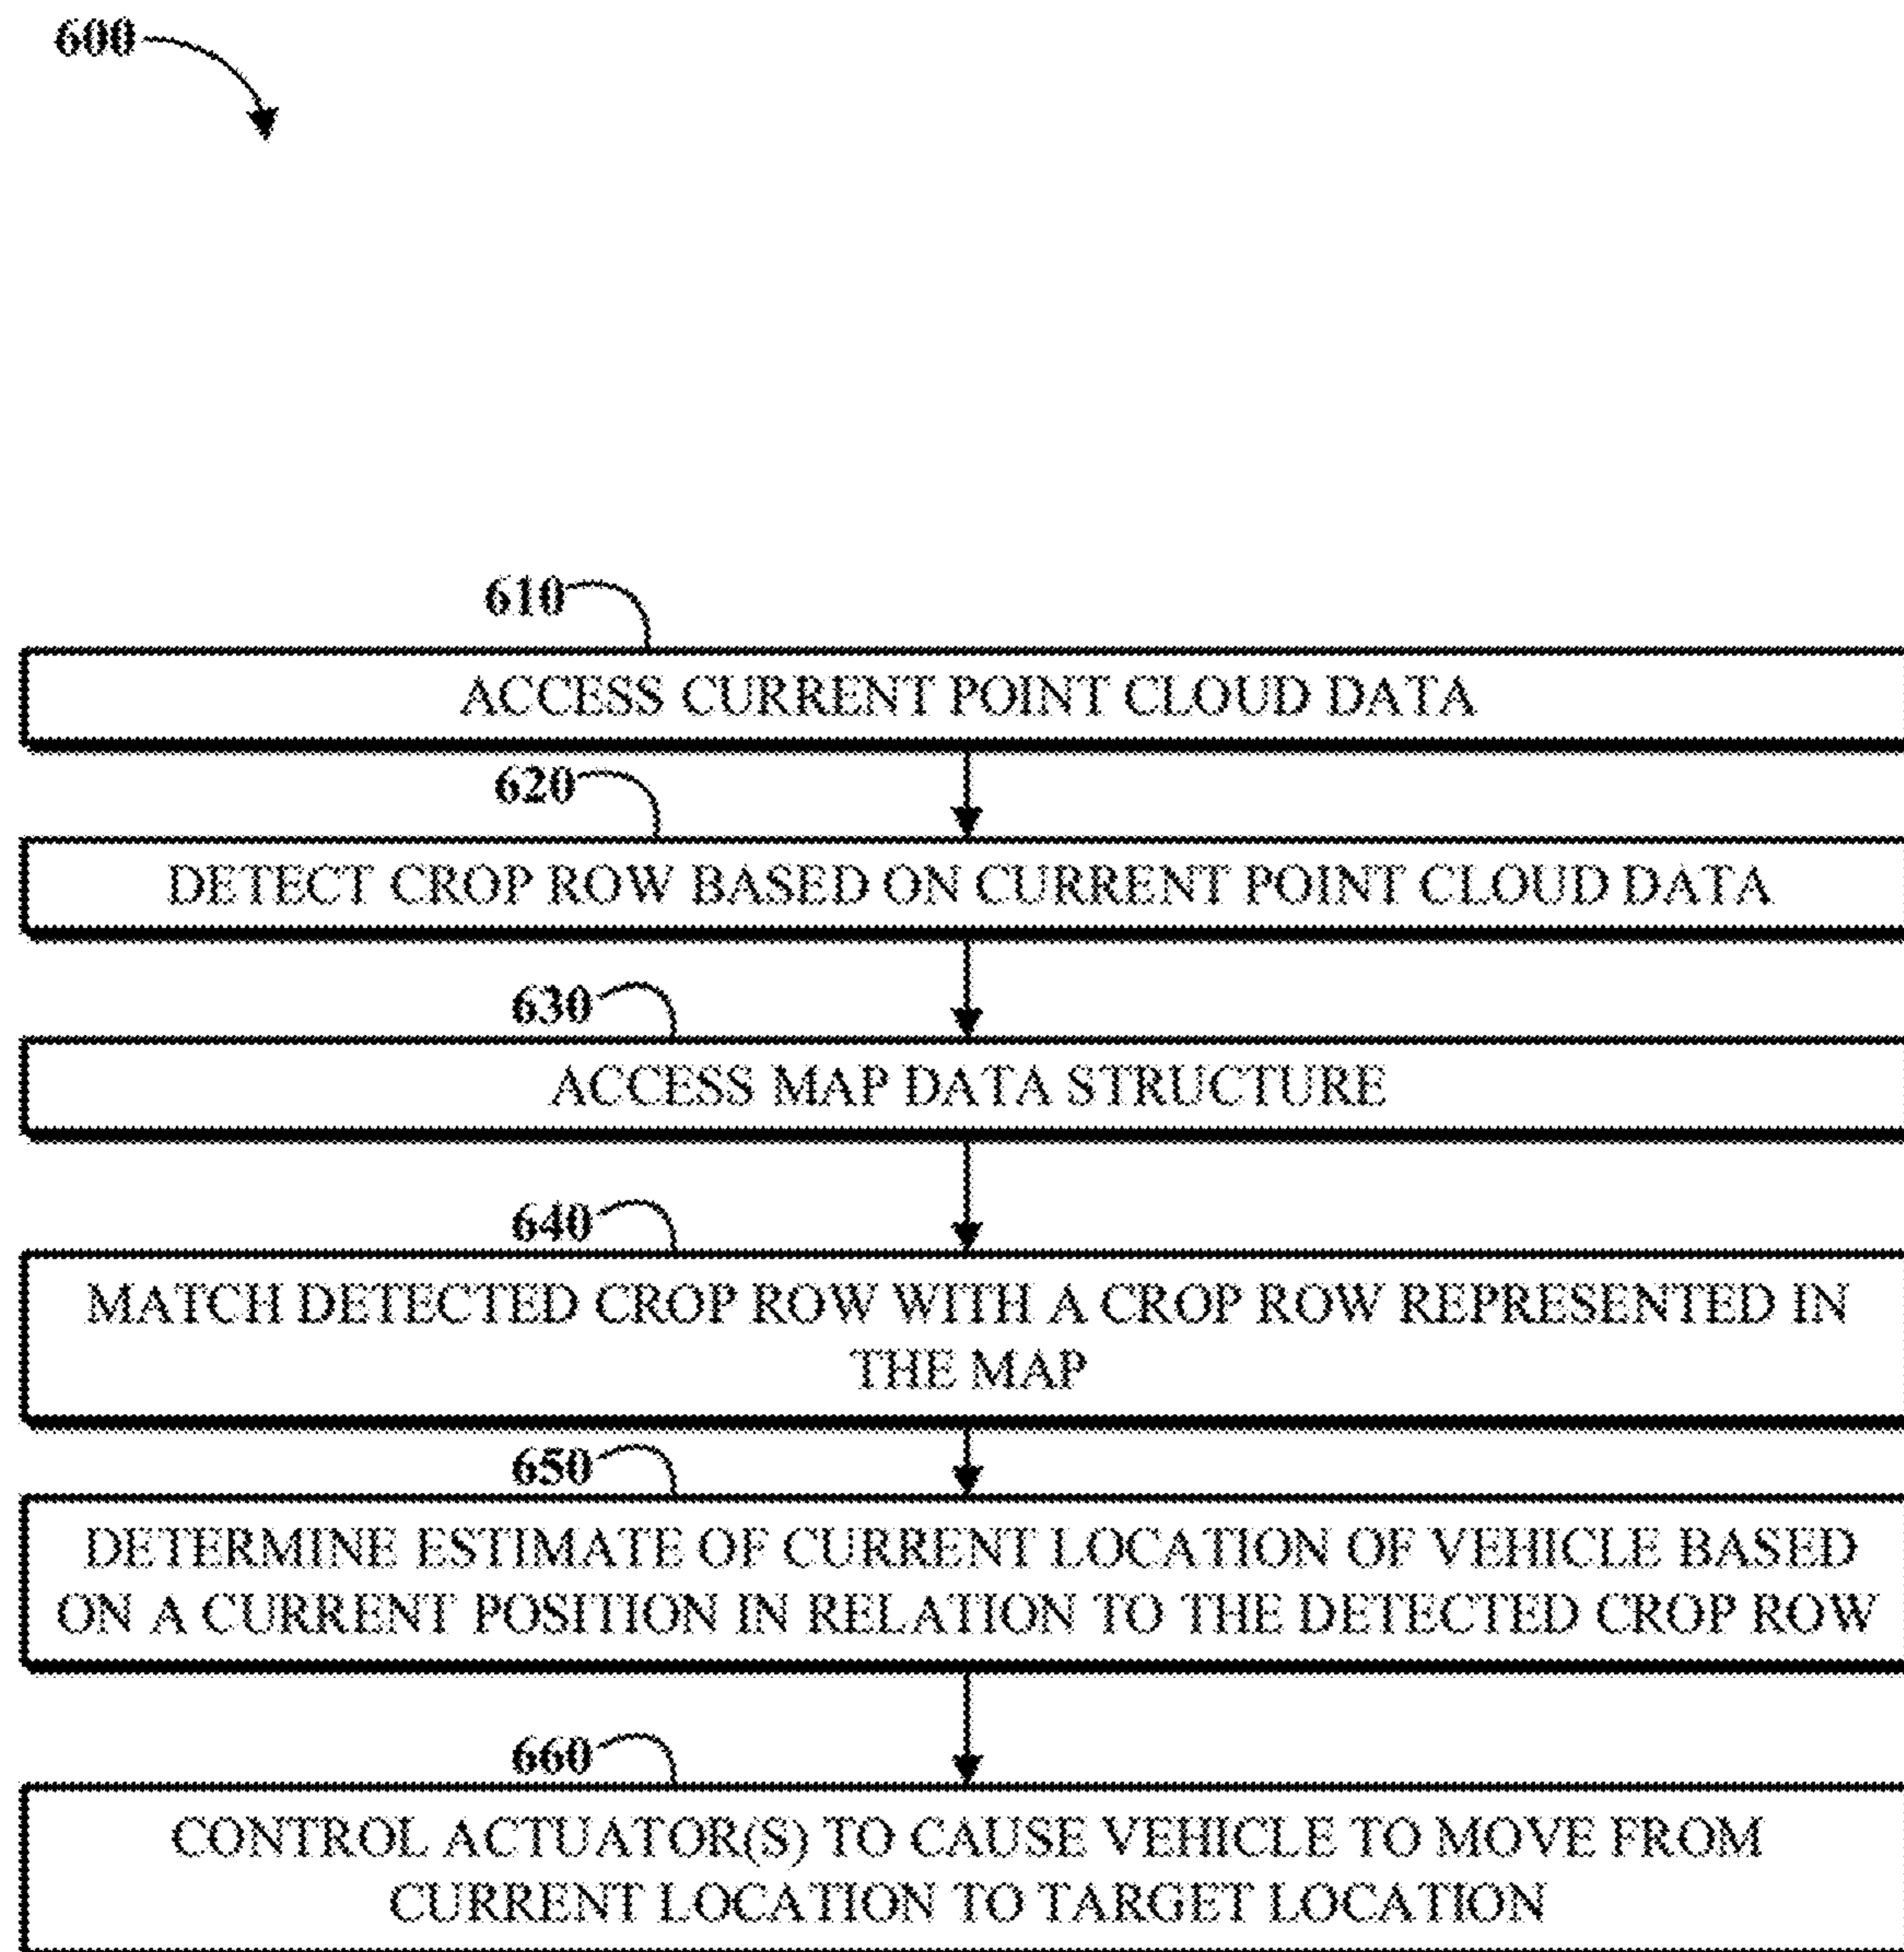 600
610
ACCESS CURRENT POINT CLOUD DATA
620
DETECT CROP ROW BASED ON CURRENT POINT CLOUD DATA
630
ACCESS MAP DATA STRUCTURE
640
MATCH DETECTED CROP ROW WITH A CROP ROW REPRESENTED IN
THE MAP
650
DETERMINE ESTIMATE OF CURRENT LOCATION OF VEHICLE BASED
ON A CURRENT POSITION IN RELATION TO THE DETECTED CROP ROW
660
CONTROL ACTUATOR(S) TO CAUSE VEHICLE TO MOVE FROM
CURRENT LOCATION TO TARGET LOCATION